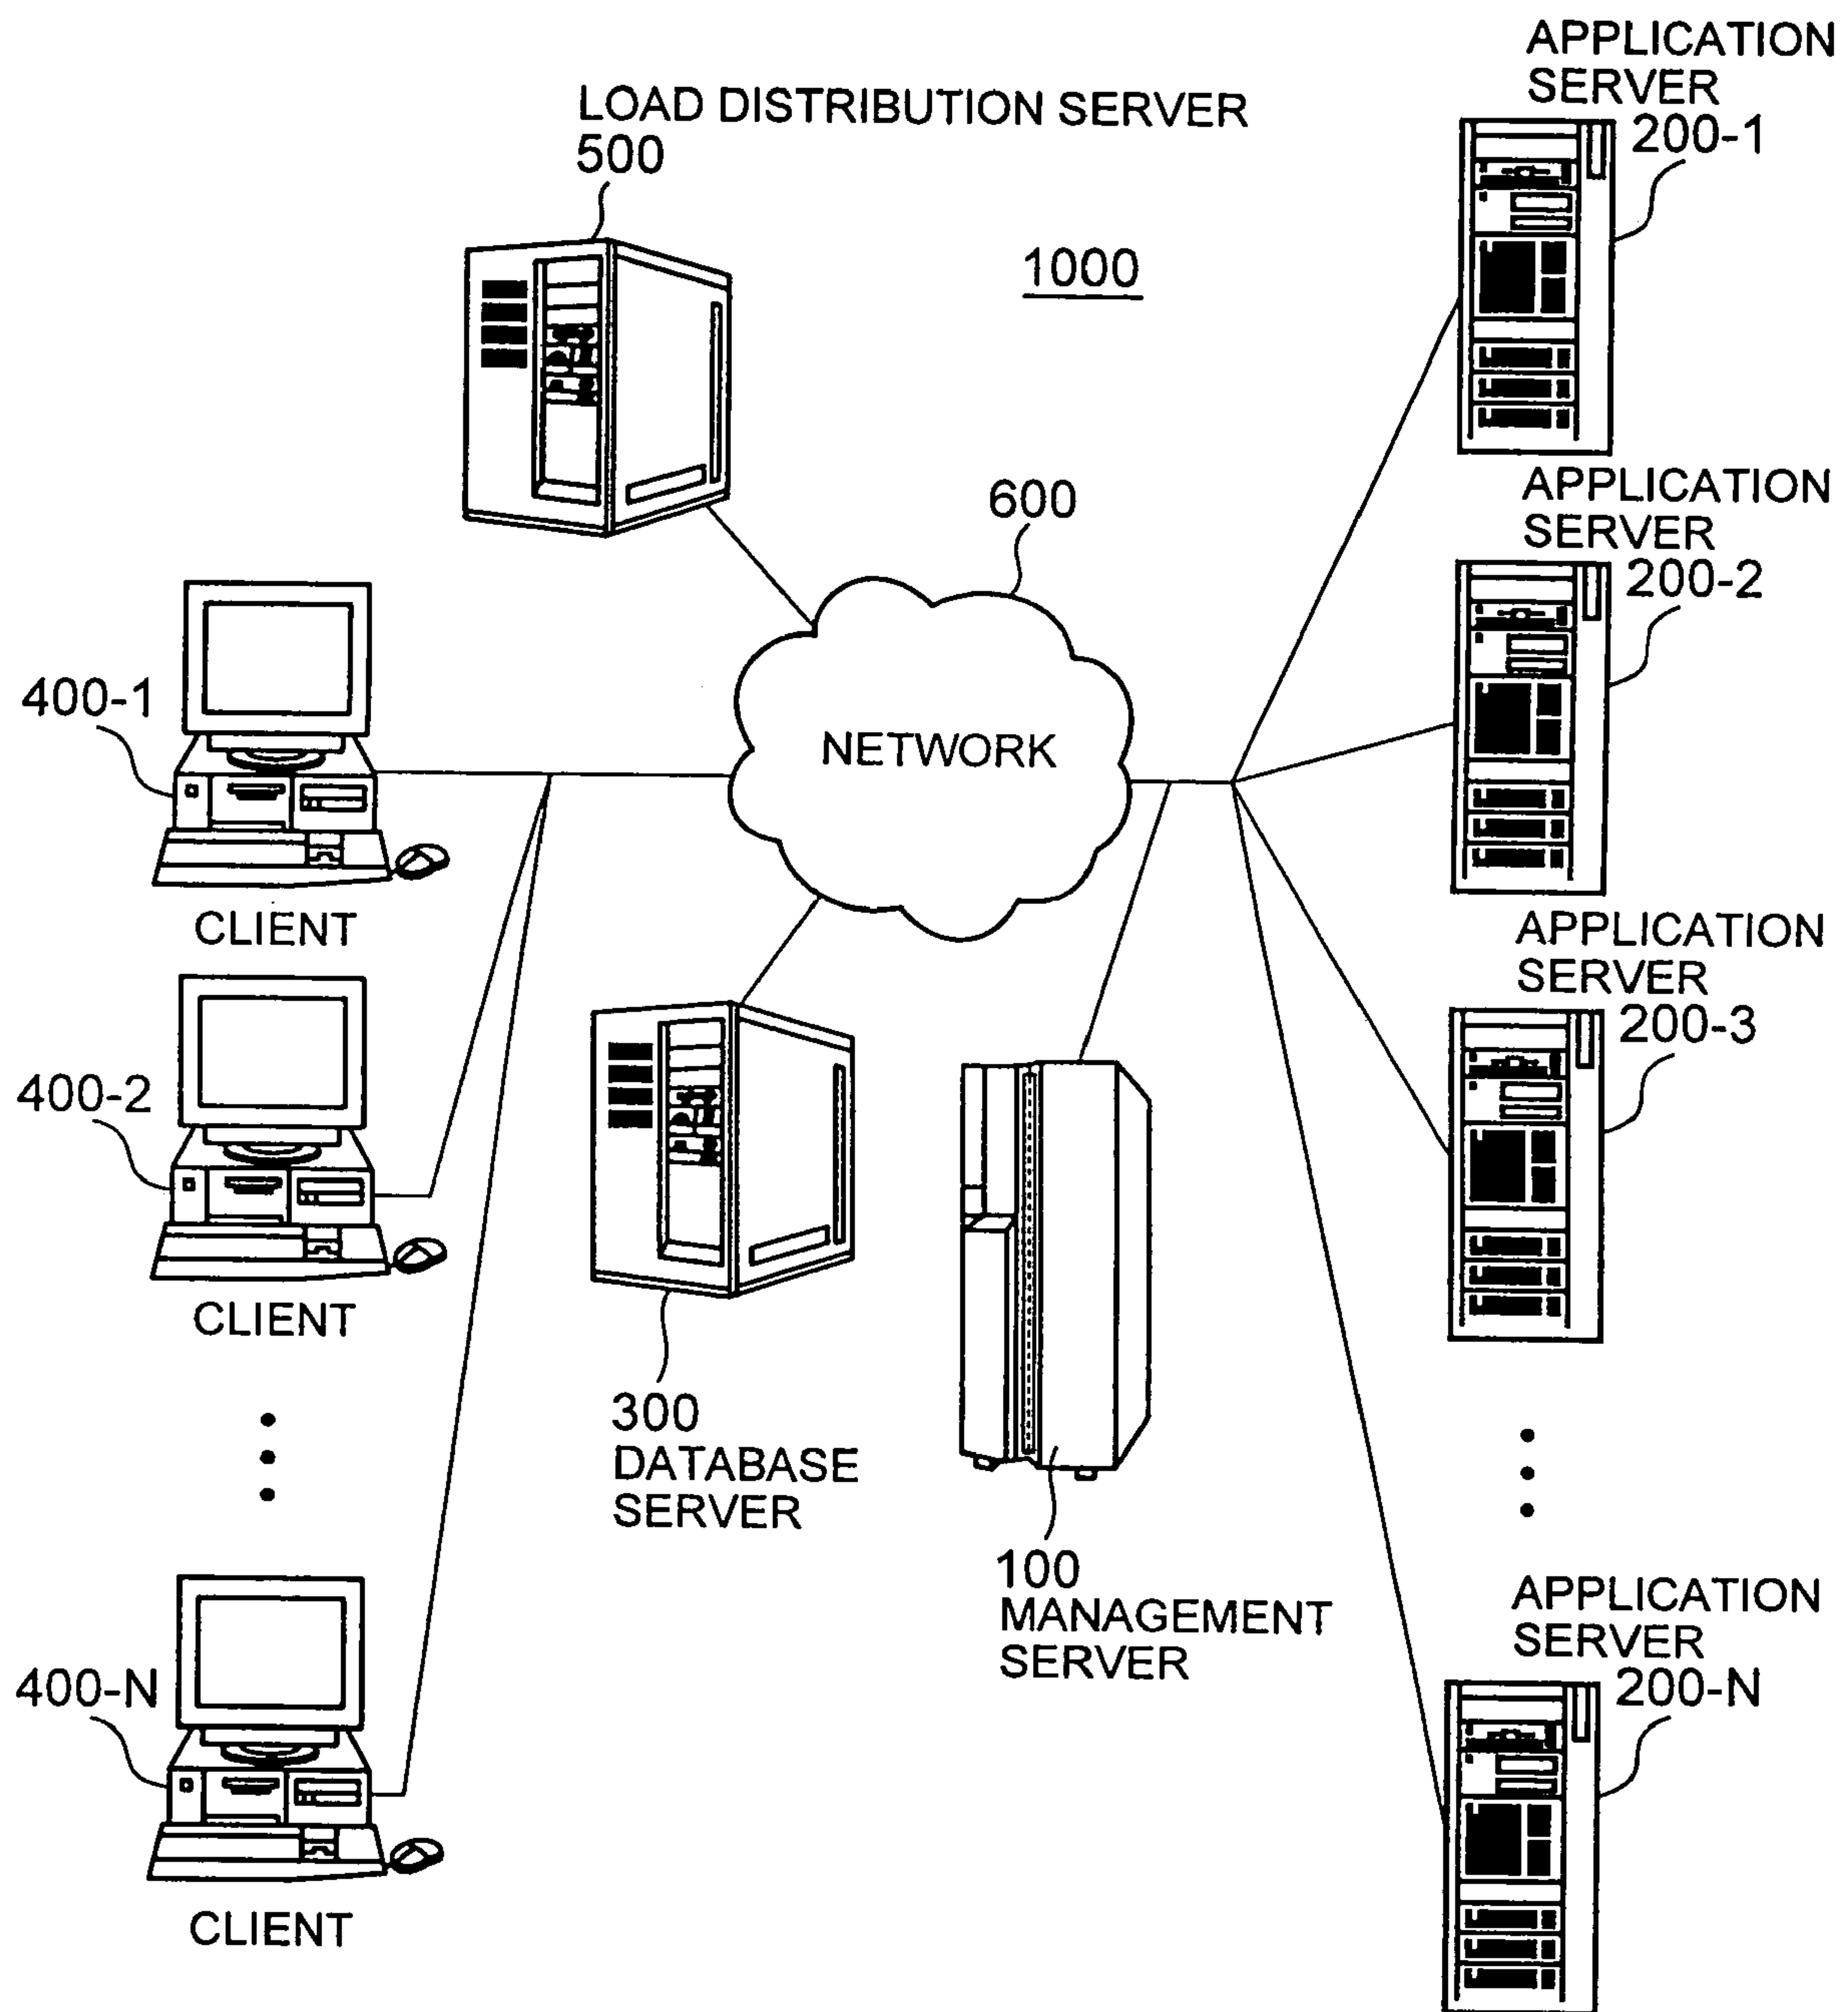 APPLICATION
SERVER
200-1
LOAD DISTRIBUTION SERVER
500
1000
APPLICATION
SERVER
200-2
600
400-1
NETWORK
CLIENT
APPLICATION
SERVER
200-3
400-2
CLIENT
300
DATABASE
SERVER
100
MANAGEMENT
SERVER
APPLICATION
SERVER
200-N
400-N
CLIENT